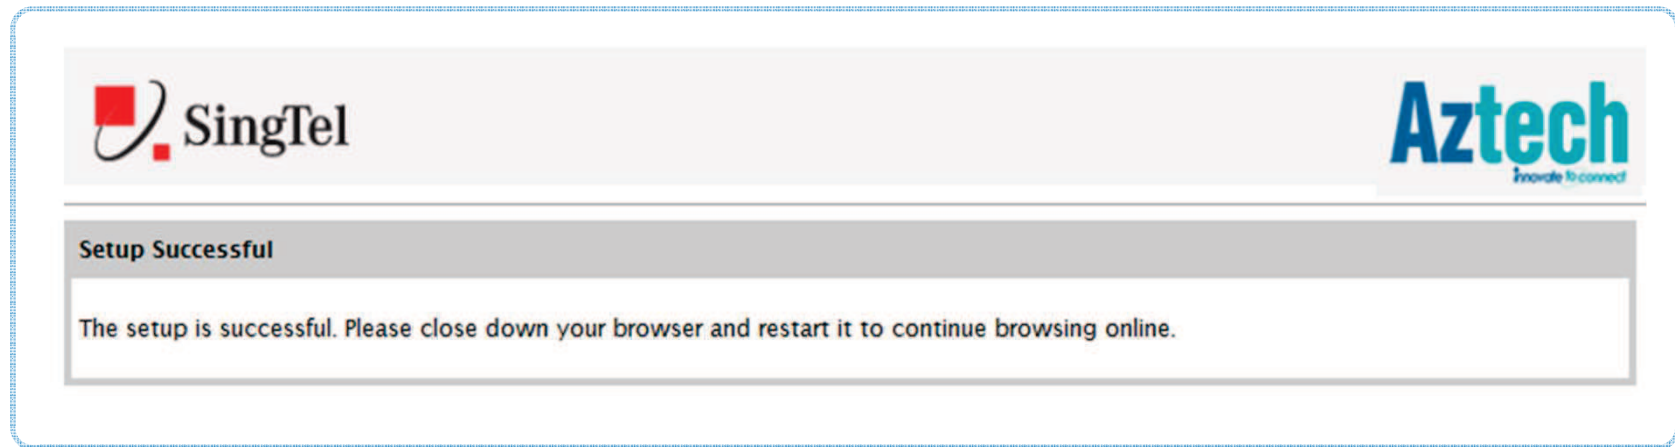 SingTel
Aztech
innovate to connect
Setup Successful
The setup is successful. Please close down your browser and restart it to continue browsing online.